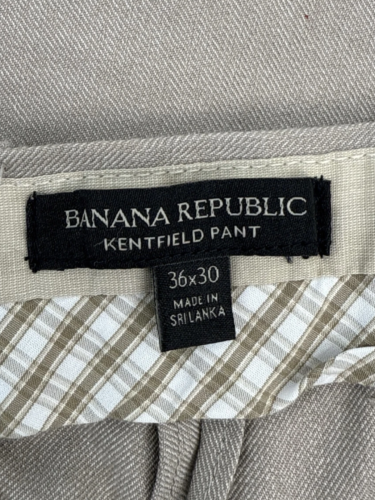 BANANA REPUBLIC
KENTFIELD PANT
36x30
MADE IN
SRI LANKA